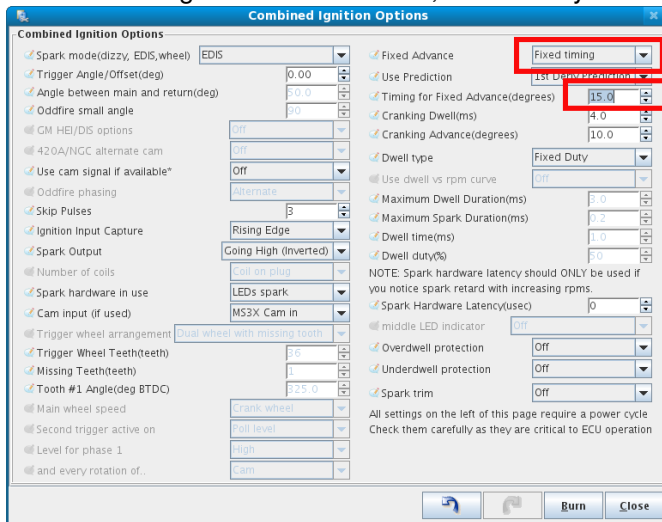 Combined Ignition Options
Combined Ignition Options
Spark mode(dizzy, EDIS,wheel) EDIS
Trigger Angle/Offset(deg) 0.00
Angle between main and return(deg) 50.0
Oddfire small angle 90
GM HEI/DIS options Off
420A/NGC alternate cam Off
Use cam signal if available* Off
Oddfire phasing Alternate
Skip Pulses 3
Ignition Input Capture Rising Edge
Spark Output Going High (Inverted)
Number of coils Coil on plug
Spark hardware in use LEDs spark
Cam input (if used) MS3X Cam in
Trigger wheel arrangement Dual wheel with missing tooth
Trigger Wheel Teeth(teeth) 36
Missing Teeth(teeth) 1
Tooth #1 Angle(deg BTDC) 325.0
Main wheel speed Crank wheel
Second trigger active on Poll level
Level for phase 1 High
and every rotation of.. Cam
Fixed Advance Fixed timing
Use Prediction 1st Deriv Prediction
Timing for Fixed Advance(degrees) 15.0
Cranking Dwell(ms) 4.0
Cranking Advance(degrees) 10.0
Dwell type Fixed Duty
Use dwell vs rpm curve Off
Maximum Dwell Duration(ms) 3.0
Maximum Spark Duration(ms) 0.2
Dwell time(ms) 1.0
Dwell duty(%) 50
NOTE: Spark hardware latency should ONLY be used if
you notice spark retard with increasing rpms.
Spark Hardware Latency(usec) 0
middle LED indicator Off
Overdwell protection Off
Underdwell protection Off
Spark trim Off
All settings on the left of this page require a power cycle
Check them carefully as they are critical to ECU operation
Burn Close